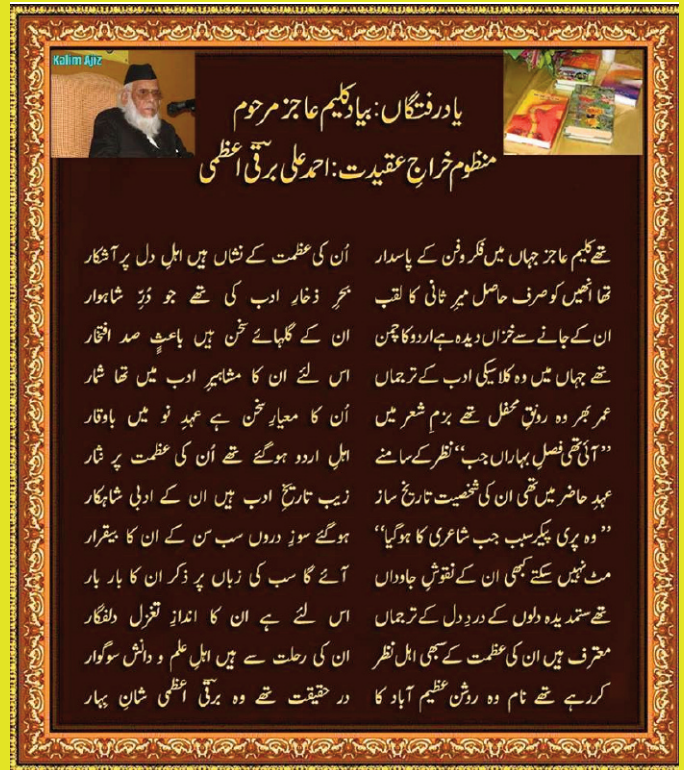 Kalim Ajiz
یاد رفتگاں: بیاد کلیم عاجز مرحوم
منظوم خراجِ عقیدت: احمد علی برقیؔ اعظمی
تھے کلیم عاجز جہاں میں فکر و فن کے پاسدار اُن کی عظمت کے نشاں ہیں اہلِ دل پر آشکار
تھا انھیں کو صرف حاصل میرِ ثانی کا لقب بحرِ ذخارِ ادب کی تھے جو دُرِّ شاہوار
ان کے جانے سے خزاں دیدہ ہے اردو کا چمن ان کے گلہائے سخن ہیں باعثِ صد افتخار
تھے جہاں میں وہ کلاسیکی ادب کے ترجماں اس لئے ان کا مشاہیرِ ادب میں تھا شمار
عمر بھر وہ رونقِ محفل تھے بزمِ شعر میں اُن کا معیارِ سخن ہے عہدِ نو میں باوقار
’’آئی تھی فصلِ بہاراں جب‘‘ نظر کے سامنے اہلِ اردو ہوگئے تھے اُن کی عظمت پر نثار
عہدِ حاضر میں تھی ان کی شخصیت تاریخ ساز زیب تاریخِ ادب ہیں ان کے ادبی شاہکار
’’ وہ پری پیکر سبب جب شاعری کا ہوگیا‘‘ ہوگئے سوزِ دروں سب سن کے ان کا بیقرار
مٹ نہیں سکتے کبھی ان کے نقوشِ جاوداں آئے گا سب کی زباں پر ذکر ان کا بار بار
تھے ستمدیدہ دلوں کے دردِ دل کے ترجماں اس لئے ہے ان کا اندازِ تغزل دلفگار
معترف ہیں ان کی عظمت کے سبھی اہل نظر ان کی رحلت سے ہیں اہلِ علم و دانش سوگوار
کررہے تھے نام وہ روشن عظیم آباد کا در حقیقت تھے وہ برقیؔ اعظمی شانِ بہار